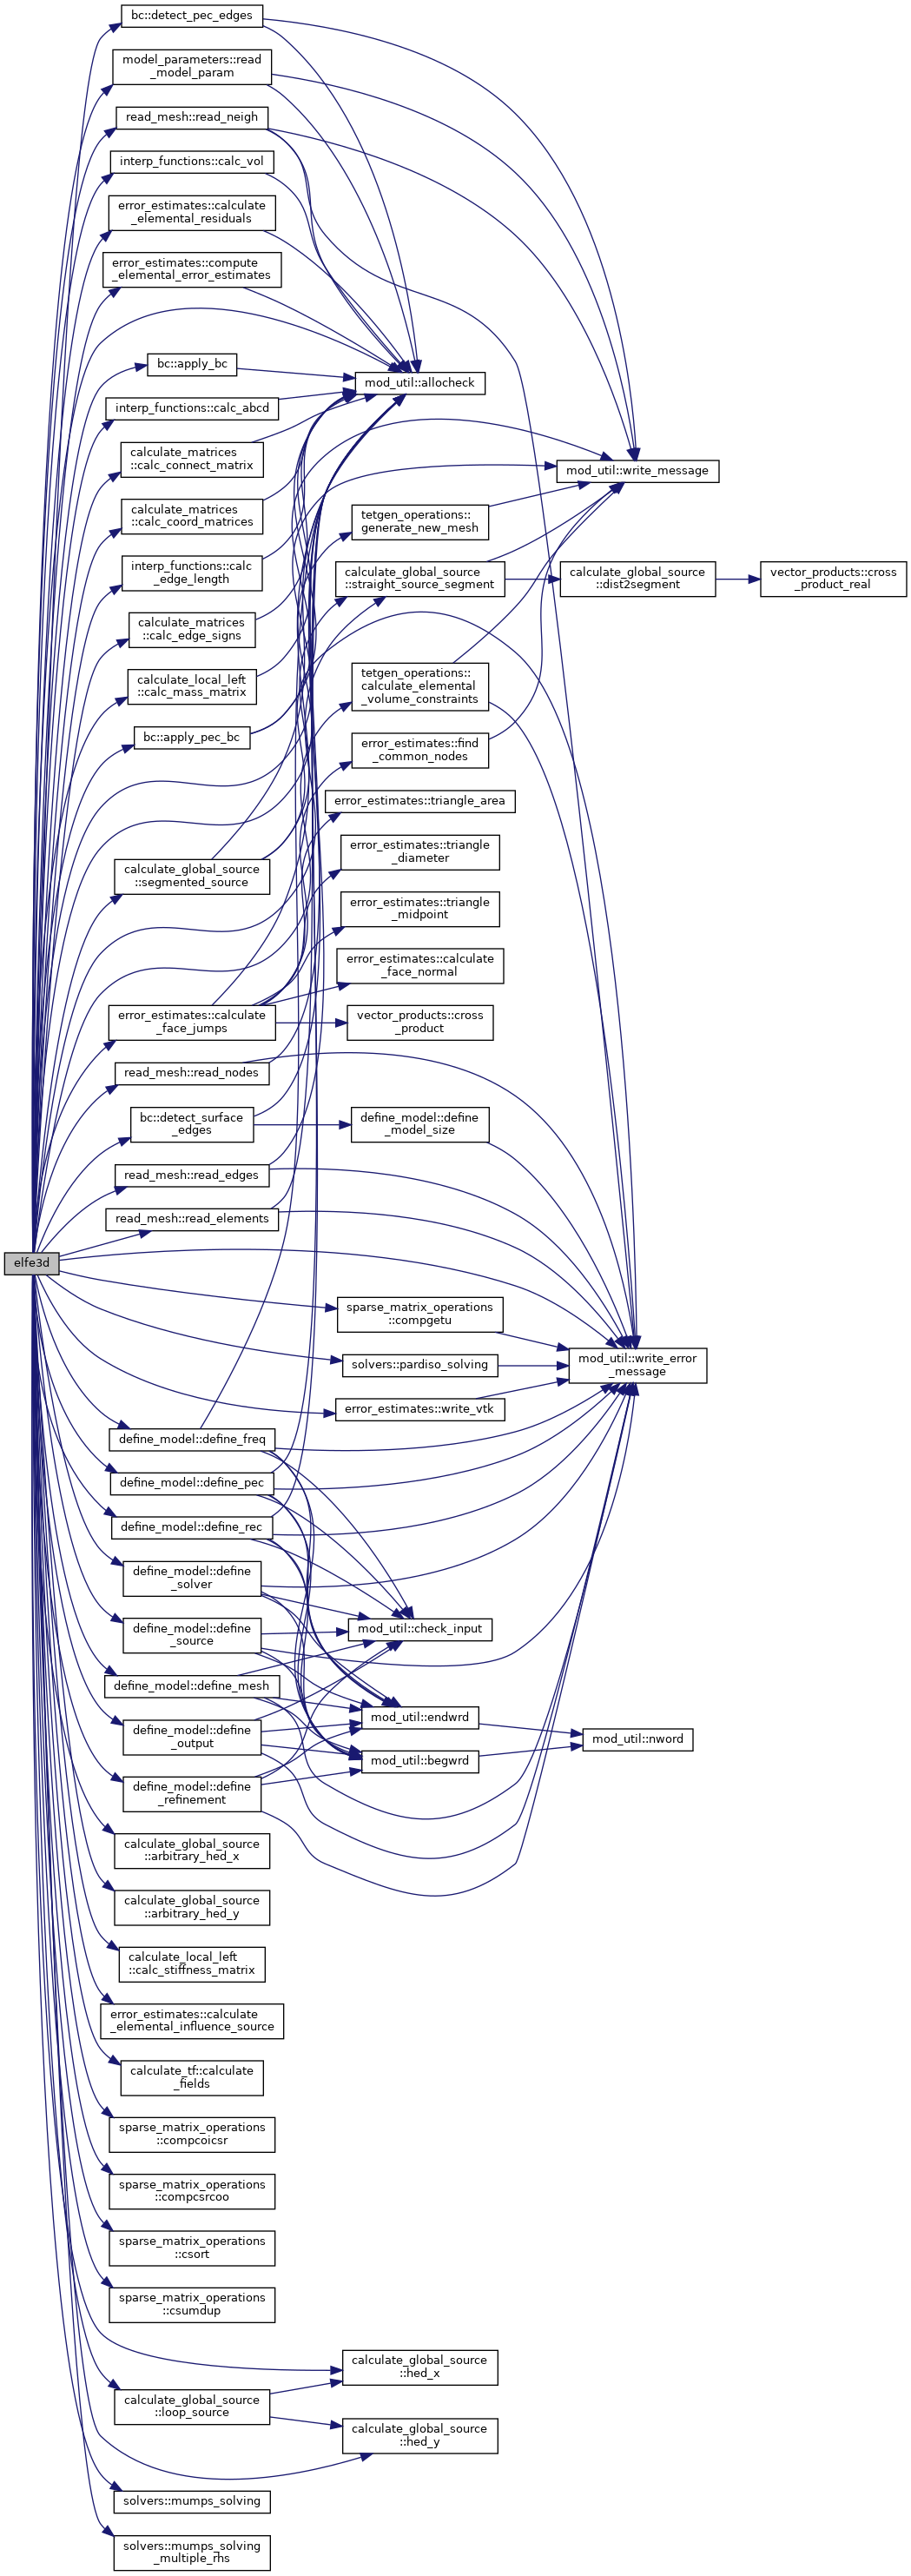 bc::detect_pec_edges
model_parameters::read
_model_param
read_mesh::read_neigh
interp_functions::calc_vol
error_estimates::calculate
_elemental_residuals
error_estimates::compute
_elemental_error_estimates
bc::apply_bc
mod_util::allocheck
interp_functions::calc_abcd
calculate_matrices
::calc_connect_matrix
mod_util::write_message
calculate_matrices
::calc_coord_matrices
tetgen_operations::
generate_new_mesh
interp_functions::calc
_edge_length
calculate_global_source
::straight_source_segment
calculate_global_source
::dist2segment
vector_products::cross
_product_real
calculate_matrices
::calc_edge_signs
calculate_local_left
::calc_mass_matrix
tetgen_operations::
calculate_elemental
_volume_constraints
bc::apply_pec_bc
error_estimates::find
_common_nodes
error_estimates::triangle_area
calculate_global_source
::segmented_source
error_estimates::triangle
_diameter
error_estimates::triangle
_midpoint
error_estimates::calculate
_face_normal
error_estimates::calculate
_face_jumps
vector_products::cross
_product
read_mesh::read_nodes
bc::detect_surface
_edges
define_model::define
_model_size
read_mesh::read_edges
read_mesh::read_elements
elfe3d
sparse_matrix_operations
::compgetu
solvers::pardiso_solving
mod_util::write_error
_message
error_estimates::write_vtk
define_model::define_freq
define_model::define_pec
define_model::define_rec
define_model::define
_solver
define_model::define
_source
mod_util::check_input
define_model::define_mesh
mod_util::endwrd
define_model::define
_output
mod_util::nword
mod_util::begwrd
define_model::define
_refinement
calculate_global_source
::arbitrary_hed_x
calculate_global_source
::arbitrary_hed_y
calculate_local_left
::calc_stiffness_matrix
error_estimates::calculate
_elemental_influence_source
calculate_tf::calculate
_fields
sparse_matrix_operations
::compcoicsr
sparse_matrix_operations
::compcsrcoo
sparse_matrix_operations
::csort
sparse_matrix_operations
::csumdup
calculate_global_source
::hed_x
calculate_global_source
::loop_source
calculate_global_source
::hed_y
solvers::mumps_solving
solvers::mumps_solving
_multiple_rhs